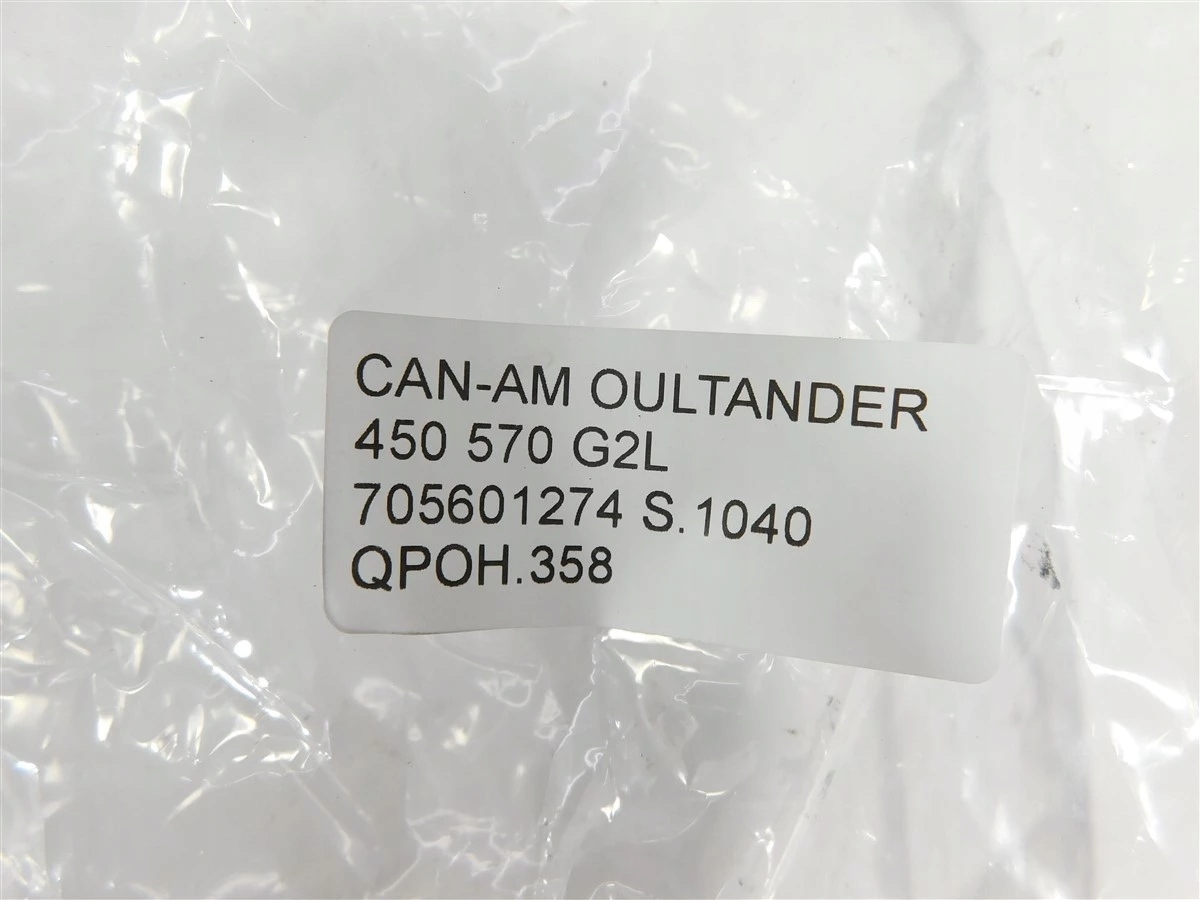 CAN-AM OULTANDER
450 570 G2L
705601274 S.1040
QPOH.358